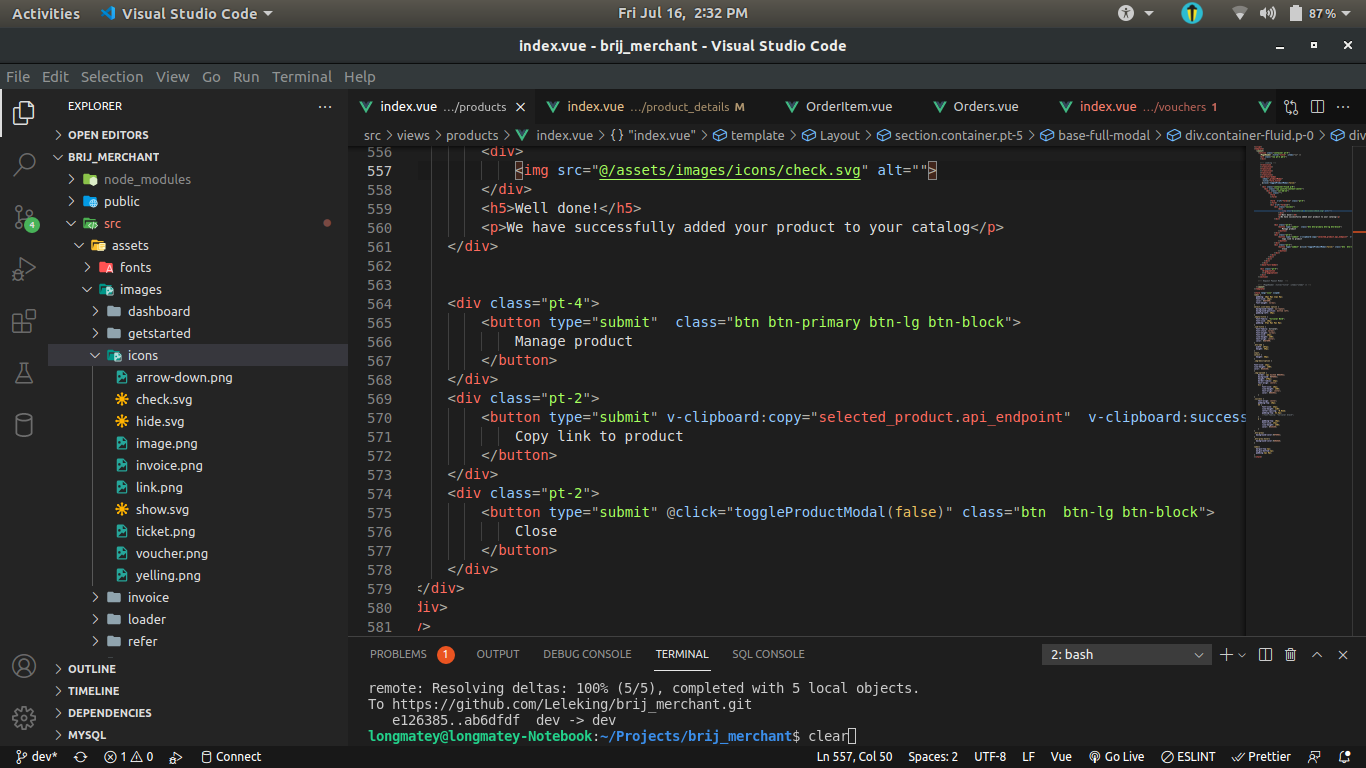 Activities Visual Studio Code Fri Jul 16, 2:32 PM 87%
index.vue - brij_merchant - Visual Studio Code
File Edit Selection View Go Run Terminal Help
EXPLORER
OPEN EDITORS
BRIJ_MERCHANT
node_modules
public
src
assets
fonts
images
dashboard
getstarted
icons
arrow-down.png
check.svg
hide.svg
image.png
invoice.png
link.png
show.svg
ticket.png
voucher.png
yelling.png
invoice
loader
refer
OUTLINE
TIMELINE
DEPENDENCIES
MYSQL
4
index.vue .../products index.vue .../product_details M OrderItem.vue Orders.vue index.vue .../vouchers 1
src > views > products > index.vue > {} "index.vue" > template > Layout > section.container.pt-5 > base-full-modal > div.container-fluid.p-0 > div
556 <div>
557 <img src="@/assets/images/icons/check.svg" alt="">
558 </div>
559 <h5>Well done!</h5>
560 <p>We have successfully added your product to your catalog</p>
561 </div>
562
563
564 <div class="pt-4">
565 <button type="submit"  class="btn btn-primary btn-lg btn-block">
566 Manage product
567 </button>
568 </div>
569 <div class="pt-2">
570 <button type="submit" v-clipboard:copy="selected_product.api_endpoint"  v-clipboard:success
571 Copy link to product
572 </button>
573 </div>
574 <div class="pt-2">
575 <button type="submit" @click="toggleProductModal(false)" class="btn  btn-lg btn-block">
576 Close
577 </button>
578 </div>
579 </div>
580 div>
581 />
PROBLEMS 1 OUTPUT DEBUG CONSOLE TERMINAL SQL CONSOLE 2: bash
remote: Resolving deltas: 100% (5/5), completed with 5 local objects.
To https://github.com/Leleking/brij_merchant.git
e126385..ab6dfdf  dev -> dev
longmatey@longmatey-Notebook:~/Projects/brij_merchant$ clear
dev* 1 0 Connect Ln 557, Col 50 Spaces: 2 UTF-8 LF Vue Go Live ESLINT Prettier